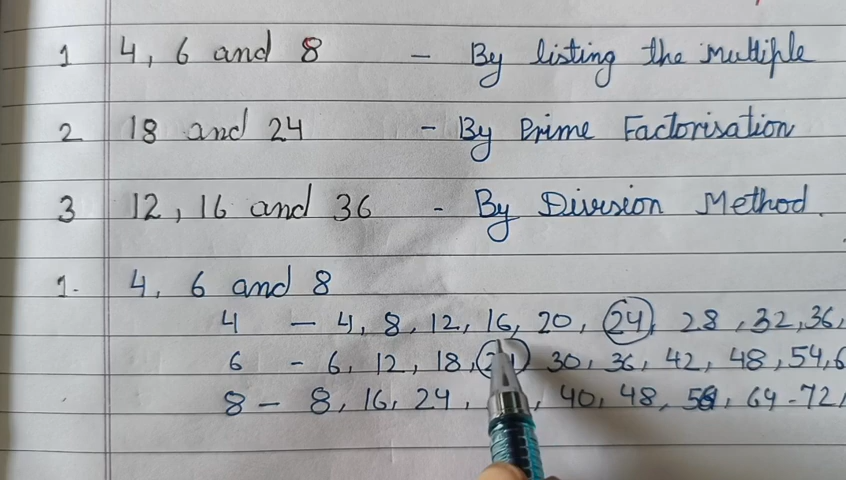 1 4, 6 and 8 - By listing the multiple
2 18 and 24 - By Prime Factorisation
3 12, 16 and 36 - By Division Method.
1. 4, 6 and 8
4 - 4, 8, 12, 16, 20, 24, 28, 32, 36,
6 - 6, 12, 18, 30, 36, 42, 48, 54, 6
8 - 8, 16, 24, , 40, 48, 56, 64 - 72,